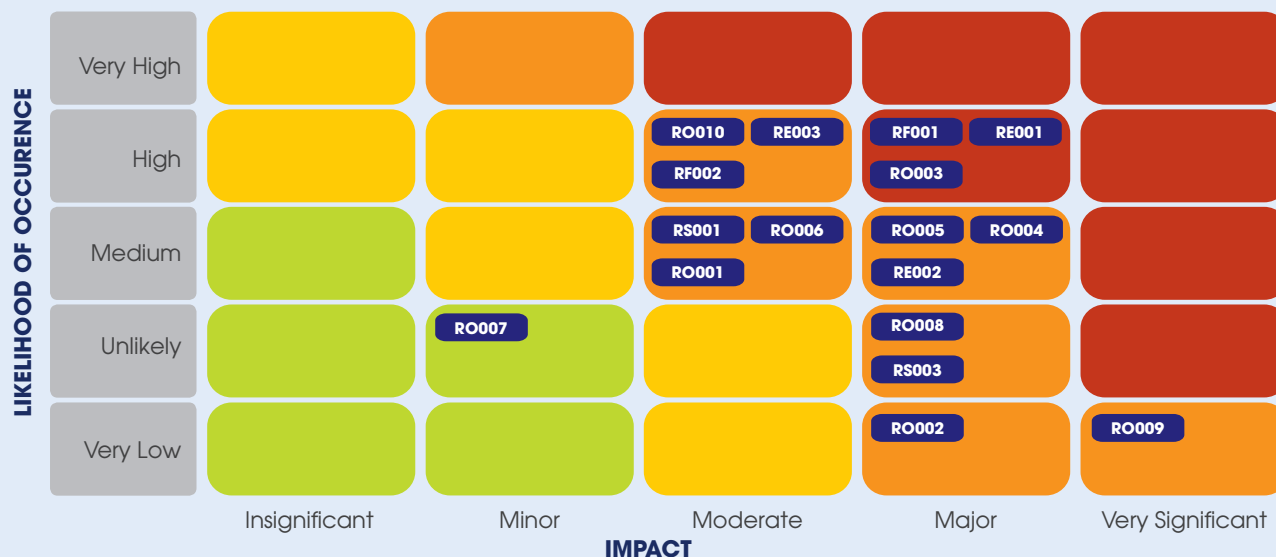 LIKELIHOOD OF OCCURENCE
Very High
High
RO010 RE003 RF001 RE001
RF002 RO003
Medium
RS001 RO006 RO005 RO004
RO001 RE002
Unlikely
RO007 RO008
RS003
Very Low
RO002 RO009
Insignificant Minor Moderate Major Very Significant
IMPACT